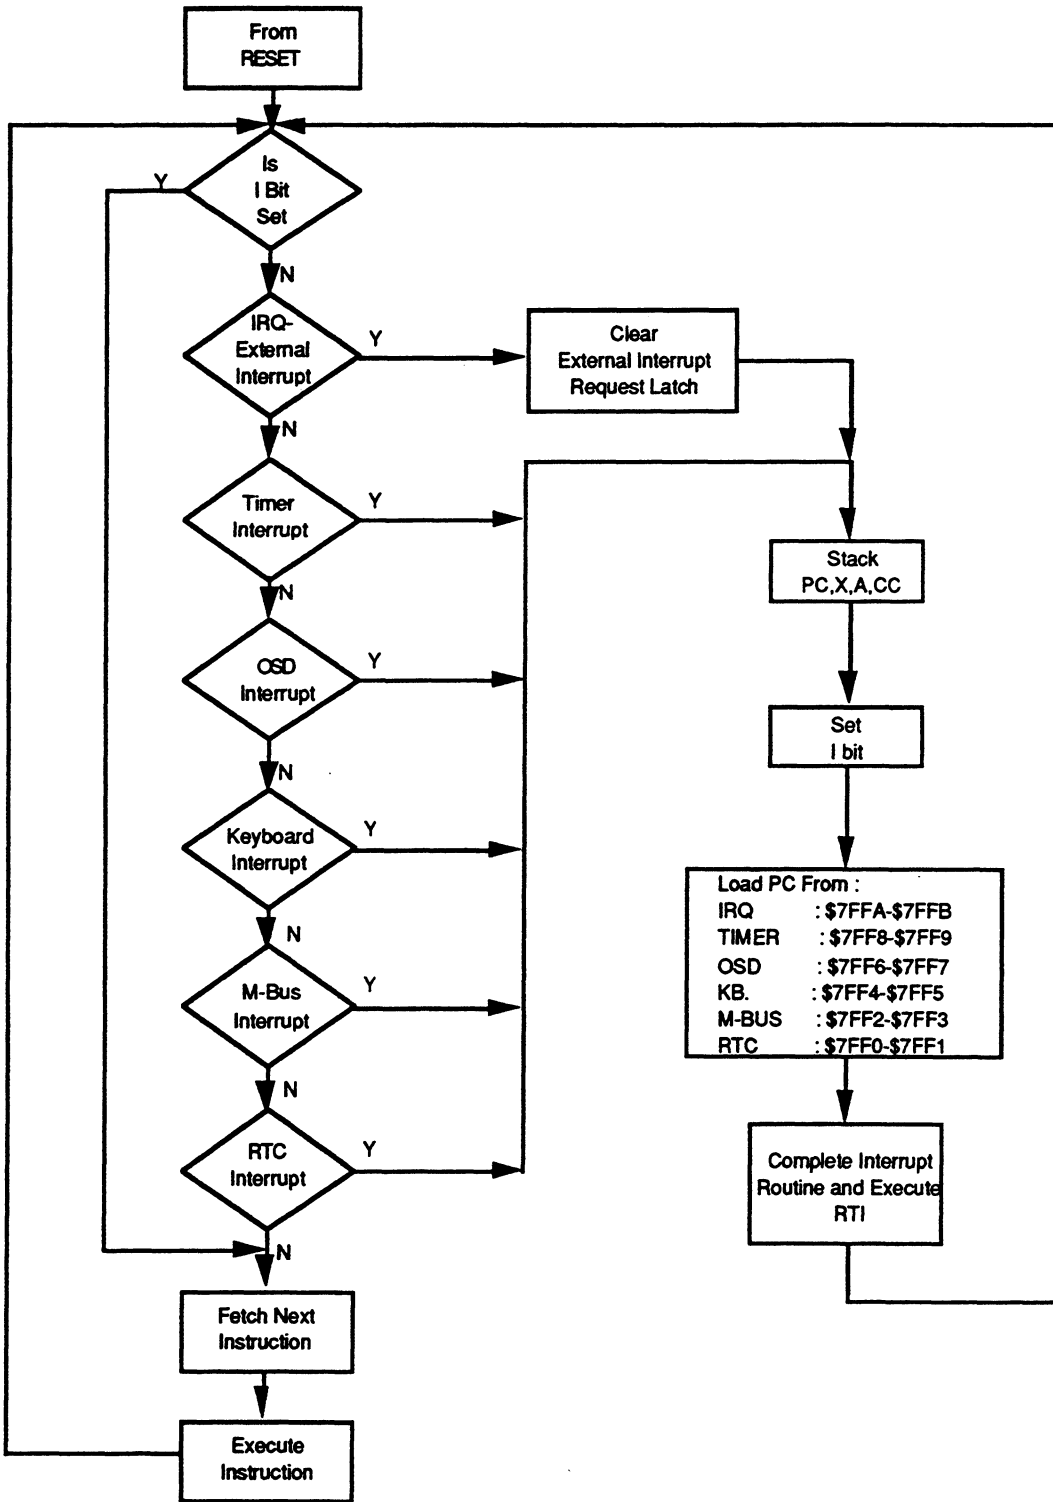 From
RESET
Is
I Bit
Set
Y
N
IRQ-
External
Interrupt
Y
N
Clear
External Interrupt
Request Latch
Timer
Interrupt
Y
N
Stack
PC,X,A,CC
OSD
Interrupt
Y
N
Set
I bit
Keyboard
Interrupt
Y
N
Load PC From :
IRQ : $7FFA-$7FFB
TIMER : $7FF8-$7FF9
OSD : $7FF6-$7FF7
KB. : $7FF4-$7FF5
M-BUS : $7FF2-$7FF3
RTC : $7FF0-$7FF1
M-Bus
Interrupt
Y
N
RTC
Interrupt
Y
N
Complete Interrupt
Routine and Execute
RTI
Fetch Next
Instruction
Execute
Instruction